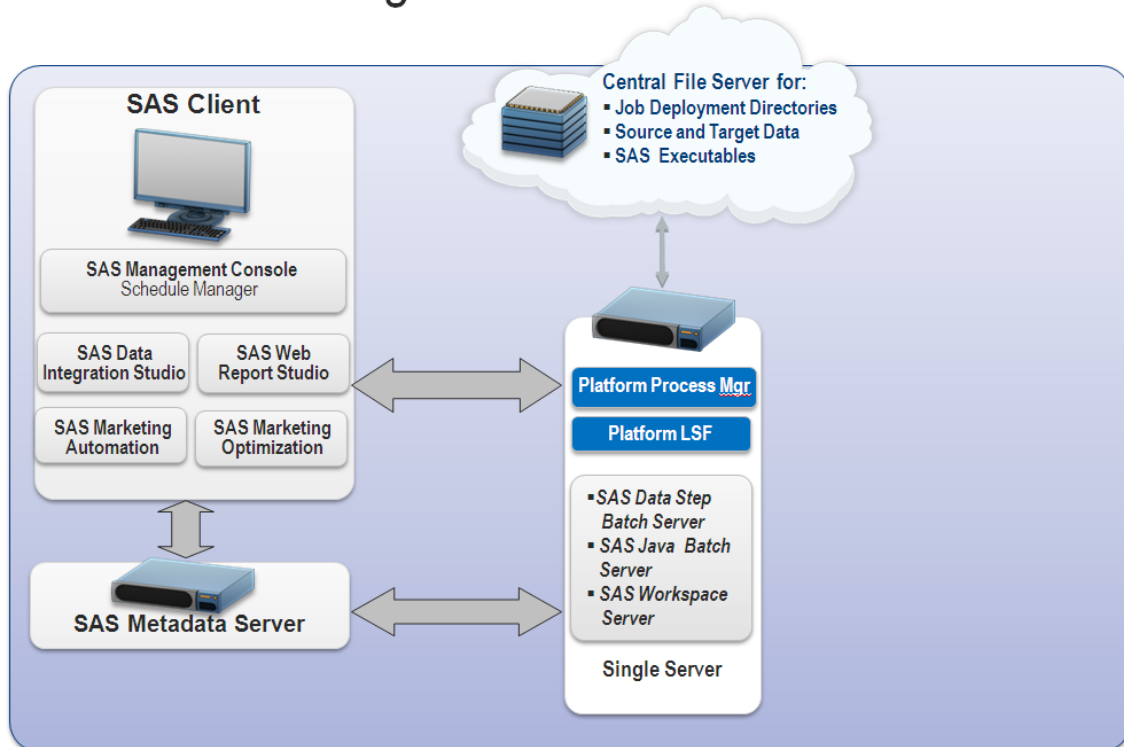 SAS Client
SAS Management Console
Schedule Manager
SAS Data
Integration Studio
SAS Web
Report Studio
SAS Marketing
Automation
SAS Marketing
Optimization
SAS Metadata Server
Central File Server for:
▪ Job Deployment Directories
▪ Source and Target Data
▪ SAS Executables
Platform Process Mgr
Platform LSF
▪SAS Data Step
Batch Server
▪ SAS Java Batch
Server
▪ SAS Workspace
Server
Single Server